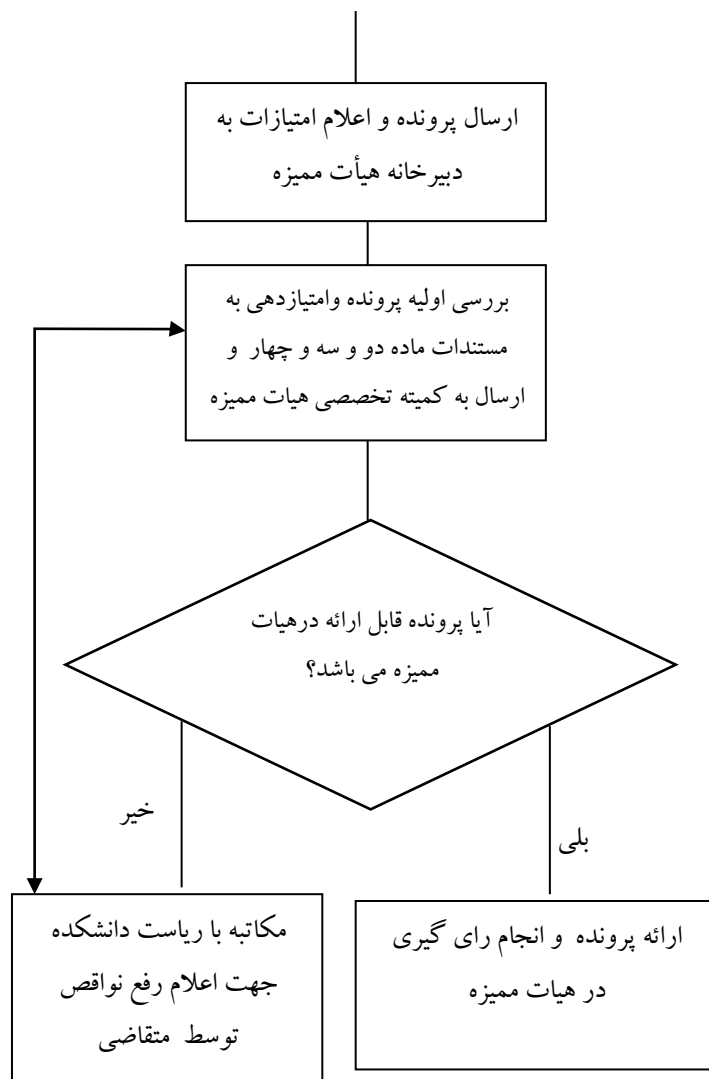 ارسال پرونده و اعلام امتیازات به
دبیرخانه هیأت ممیزه
بررسی اولیه پرونده وامتیازدهی به
مستندات ماده دو و سه و چهار و
ارسال به کمیته تخصصی هیات ممیزه
آیا پرونده قابل ارائه درهیات
ممیزه می باشد؟
خیر
بلی
مکاتبه با ریاست دانشکده
جهت اعلام رفع نواقص
توسط متقاضی
ارائه پرونده و انجام رای گیری
در هیات ممیزه